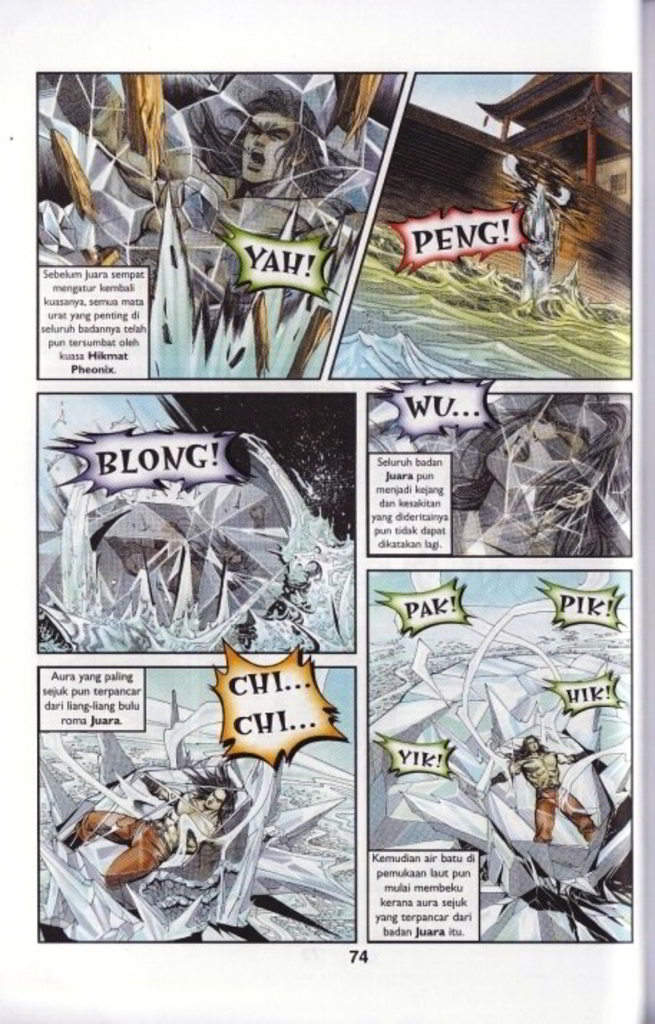 YAH!
Sebelum Juara sempat
mengatur kembali
kuasanya, semua mata
urat yang penting di
seluruh badannya telah
pun tersumbat oleh
kuasa Hikmat
Pheonix.
PENG!
BLONG!
WU...
Seluruh badan
Juara pun
menjadi kejang
dan kesakitan
yang dideritainya
pun tidak dapat
dikatakan lagi.
Aura yang paling
sejuk pun terpancar
dari liang-liang bulu
roma Juara.
CHI...
CHI...
PAK!
PIK!
HIK!
YIK!
Kemudian air batu di
pemukaan laut pun
mulai membeku
kerana aura sejuk
yang terpancar dari
badan Juara itu.
74